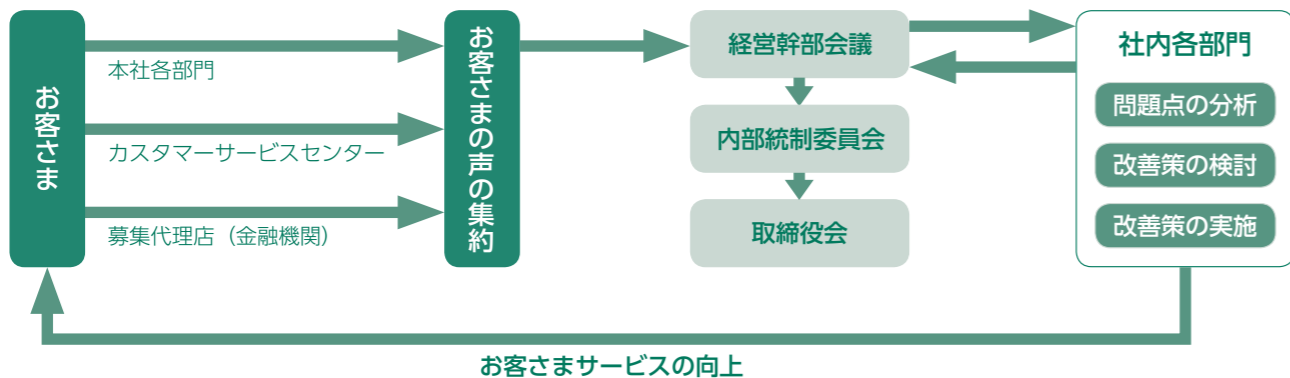 お客さま
本社各部門
カスタマーサービスセンター
募集代理店（金融機関）
お客さまの声の集約
経営幹部会議
内部統制委員会
取締役会
社内各部門
問題点の分析
改善策の検討
改善策の実施
お客さまサービスの向上